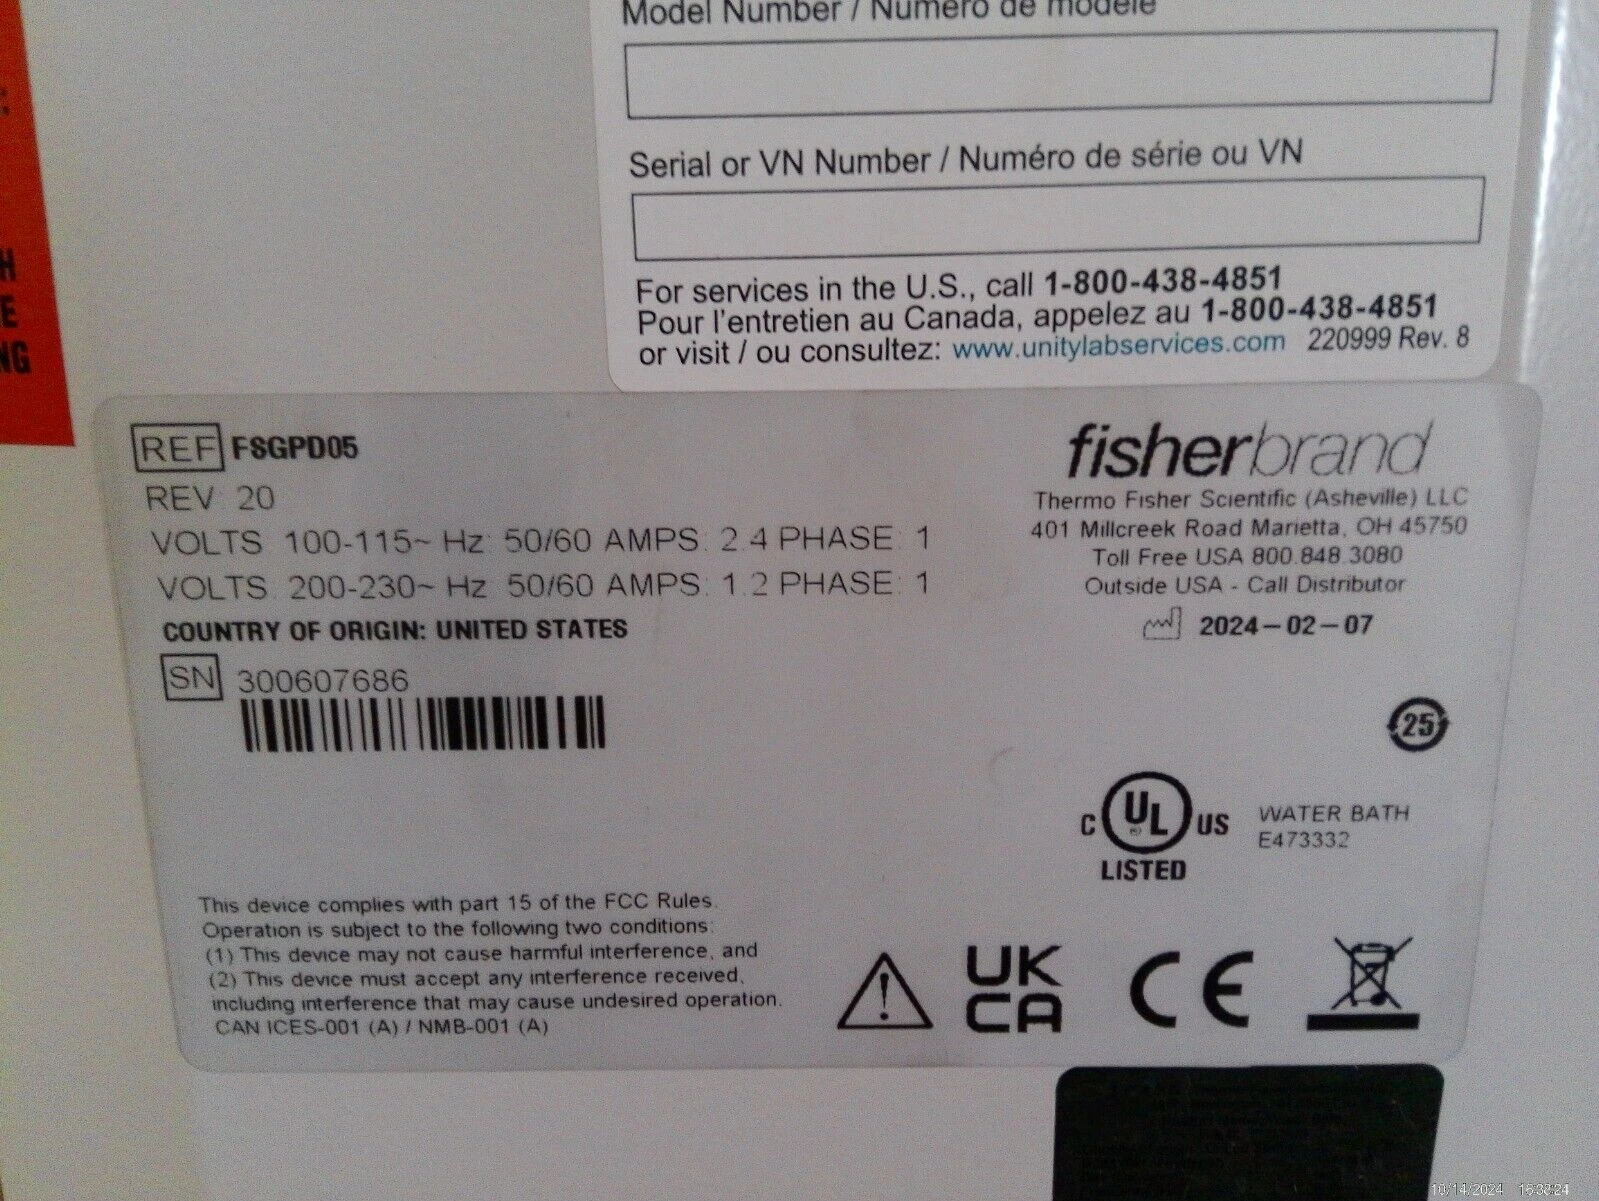 Model Number / Numéro de modèle
Serial or VN Number / Numéro de série ou VN
For services in the U.S., call 1-800-438-4851
Pour l'entretien au Canada, appelez au 1-800-438-4851
or visit / ou consultez: www.unitylabservices.com 220999 Rev. 8
H
E
NG
REF FSGPD05
REV 20
VOLTS 100-115~ Hz: 50/60 AMPS: 2.4 PHASE: 1
VOLTS 200-230~ Hz 50/60 AMPS: 1.2 PHASE: 1
COUNTRY OF ORIGIN: UNITED STATES
SN 300607686
fisherbrand
Thermo Fisher Scientific (Asheville) LLC
401 Millcreek Road Marietta, OH 45750
Toll Free USA 800.848.3080
Outside USA - Call Distributor
2024-02-07
25
C UL US
LISTED
WATER BATH
E473332
This device complies with part 15 of the FCC Rules.
Operation is subject to the following two conditions:
(1) This device may not cause harmful interference, and
(2) This device must accept any interference received,
including interference that may cause undesired operation.
CAN ICES-001 (A) / NMB-001 (A)
UK
CA
CE
10/14/2024